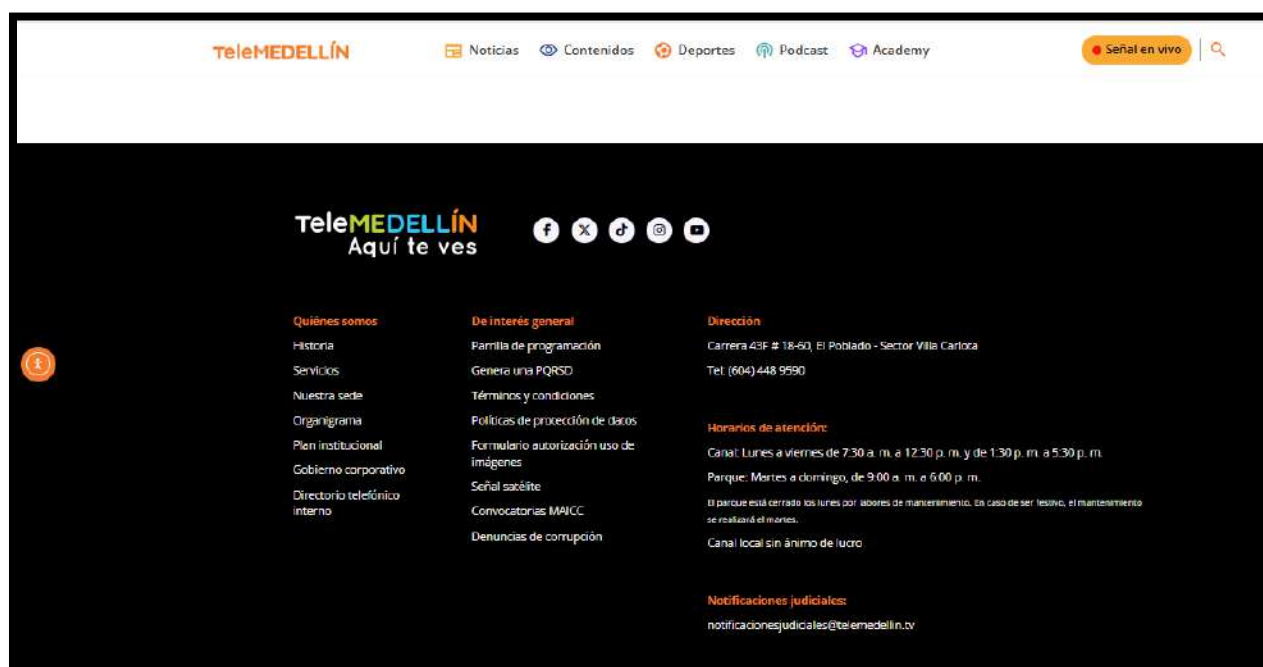 TeleMEDELLÍN
Noticias
Contenidos
Deportes
Podcast
Academy
Señal en vivo
TeleMEDELLÍN
Aquí te ves
Quiénes somos
Historia
Servicios
Nuestra sede
Organigrama
Plan institucional
Gobierno corporativo
Directorio telefónico
interno
De interés general
Parrilla de programación
Genera una PQRSD
Términos y condiciones
Políticas de protección de datos
Formulario autorización uso de
imágenes
Señal satélite
Convocatorias MAICC
Denuncias de corrupción
Dirección
Carrera 43F # 18-60, El Poblado - Sector Villa Carlota
Tel: (604) 448 9590
Horarios de atención:
Canal: Lunes a viernes de 7:30 a. m. a 12:30 p. m. y de 1:30 p. m. a 5:30 p. m.
Parque: Martes a domingo, de 9:00 a. m. a 6:00 p. m.
El parque está cerrado los lunes por labores de mantenimiento. En caso de ser festivo, el mantenimiento
se realizará el martes.
Canal local sin ánimo de lucro
Notificaciones judiciales:
notificacionesjudiciales@telemedellin.tv